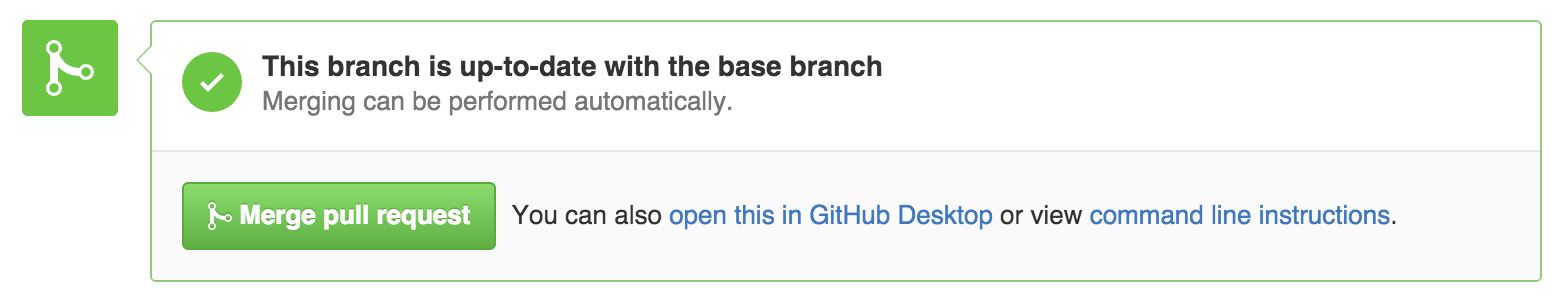 This branch is up-to-date with the base branch
Merging can be performed automatically.
Merge pull request You can also open this in GitHub Desktop or view command line instructions.